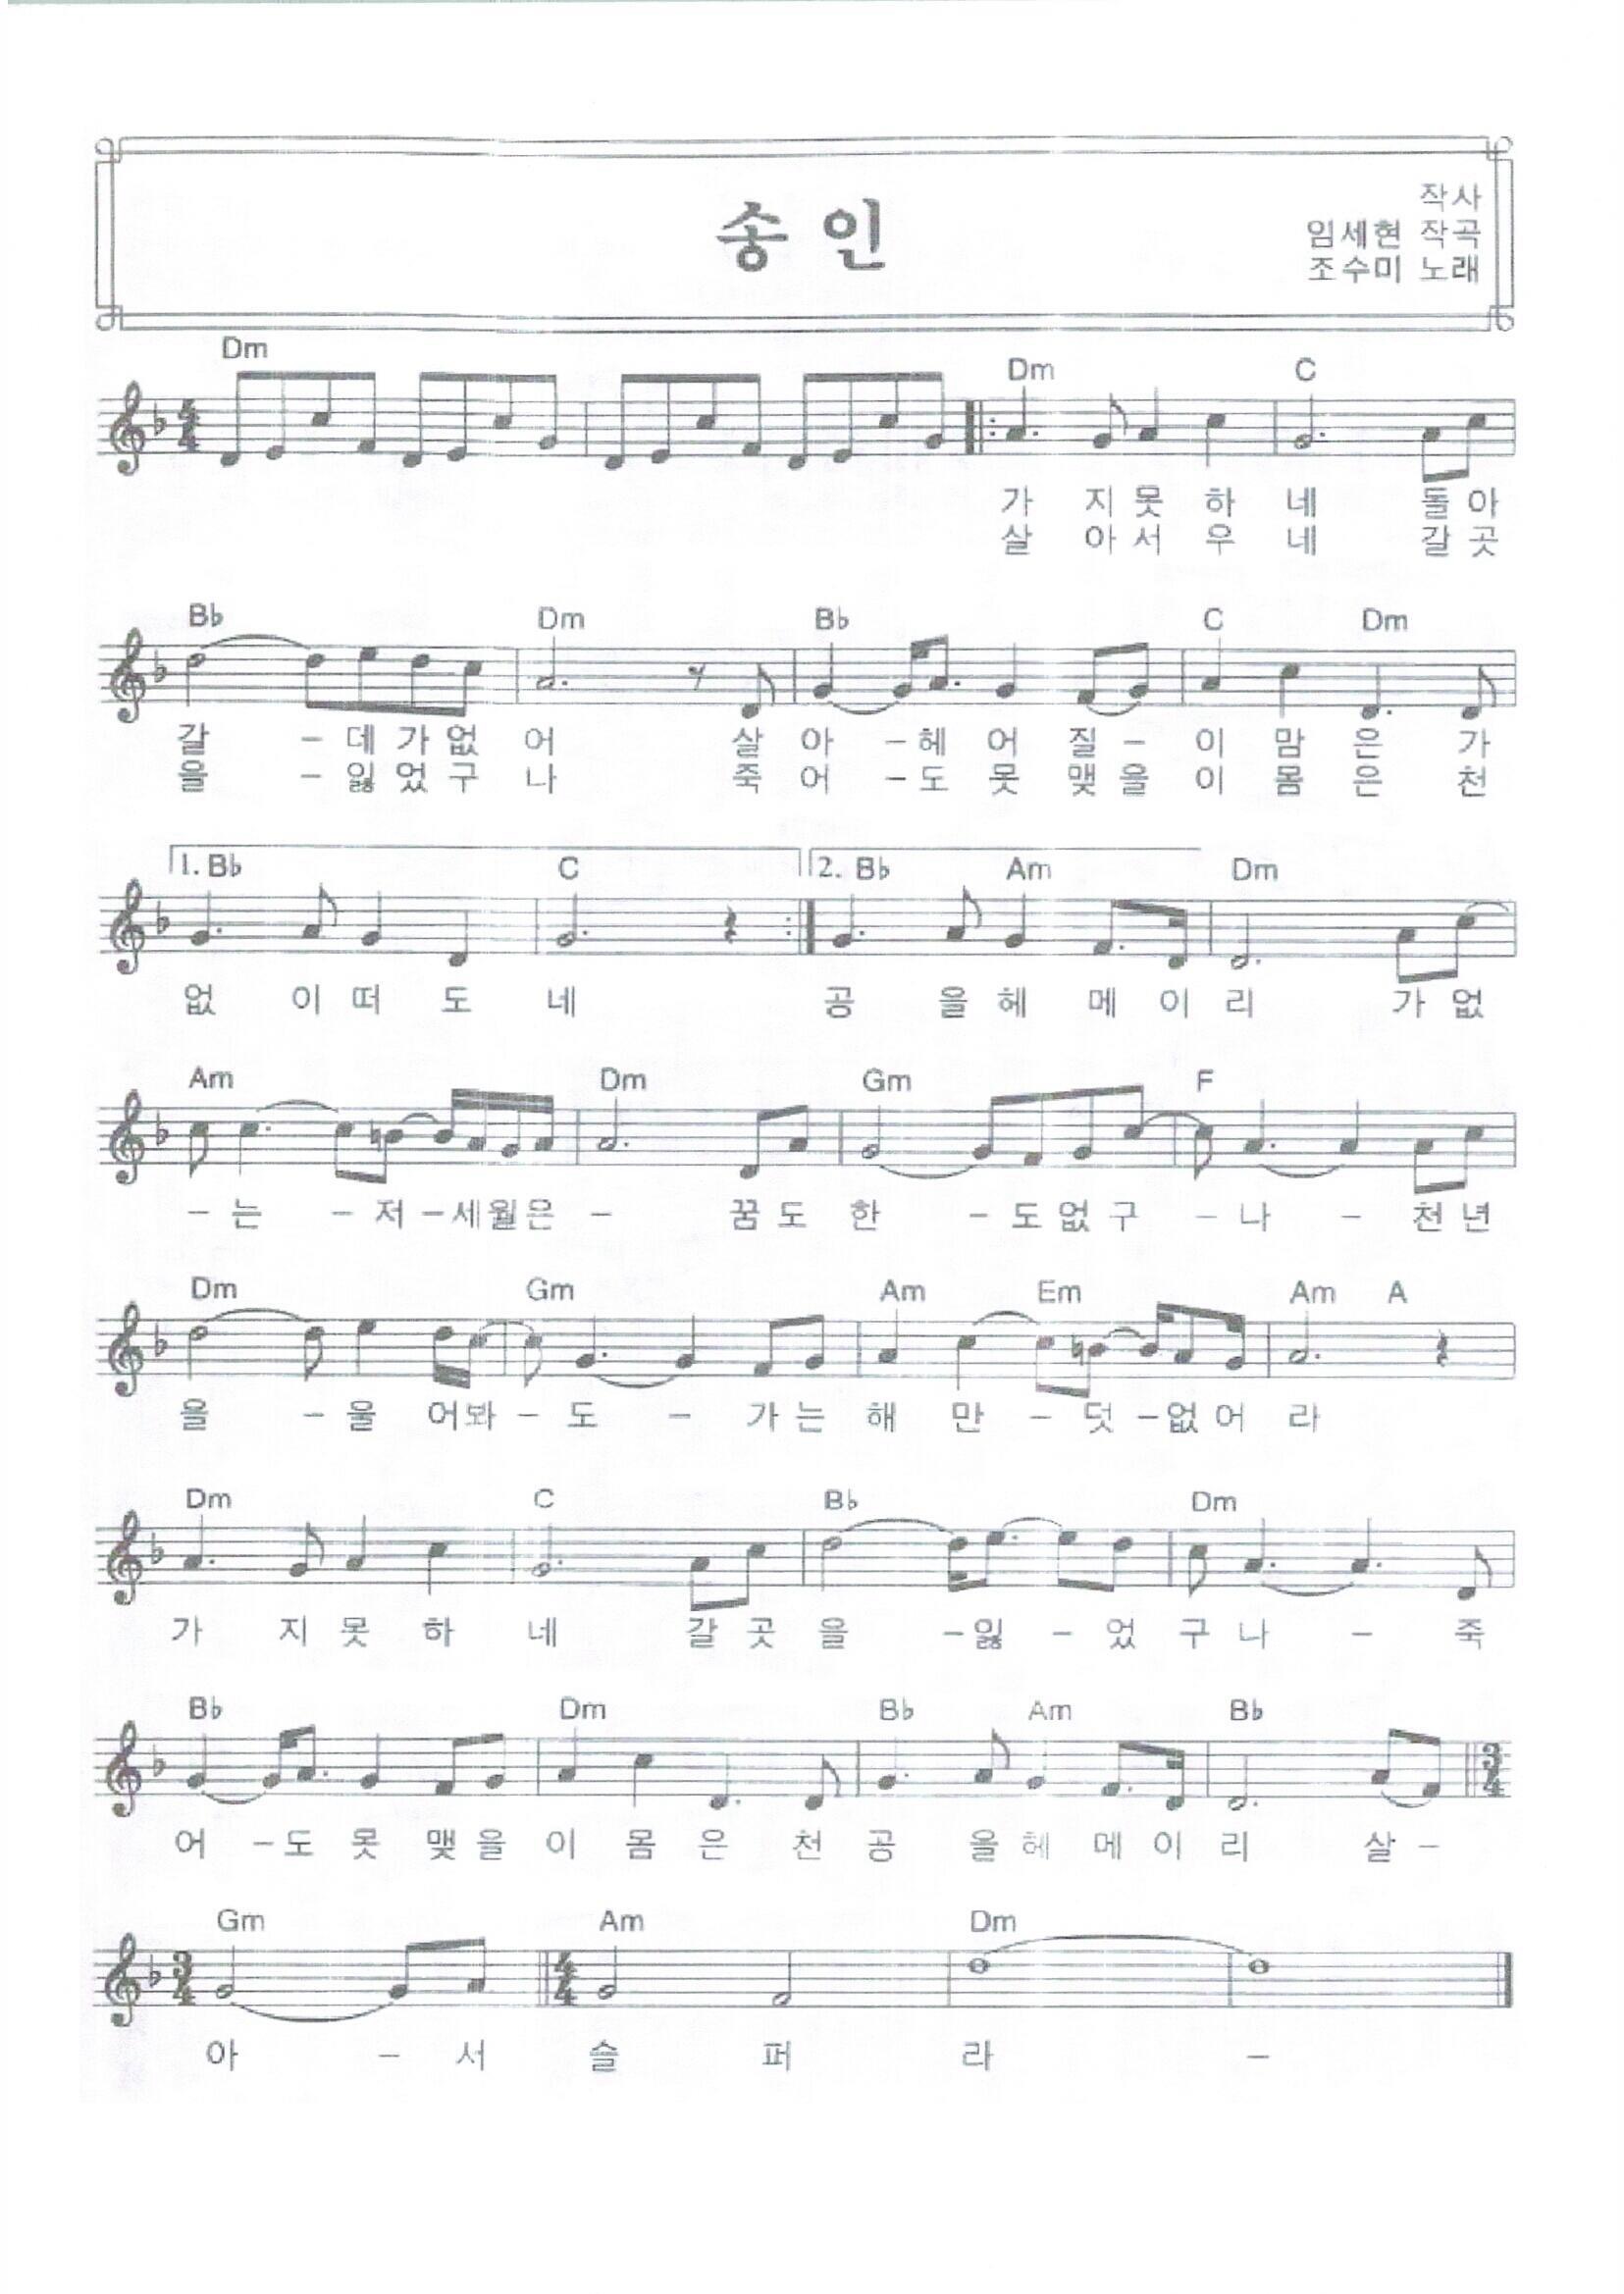 송 인
작사
임세현 작곡
조수미 노래
Dm Dm C
4/4
가 지 못 하 네 돌 아
살 아 서 우 네 갈 곳
B♭ Dm B♭ C Dm
갈 - 데 가 없 어 살 아 - 헤 어 질 - 이 맘 은 가
을 - 잃 었 구 나 죽 어 - 도 못 맺 을 이 몸 은 천
1. B♭ C 2. B♭ Am Dm
없 이 떠 도 네 공 을 헤 메 이 리 가 없
Am Dm Gm F
- 는 - 저 - 세 월 은 - 꿈 도 한 - 도 없 구 - 나 - 천 년
Dm Gm Am Em Am A
을 - 울 어 봐 - 도 - 가 는 해 만 - 덧 - 없 어 라
Dm C B♭ Dm
가 지 못 하 네 갈 곳 을 - 잃 - 었 구 나 - 죽
B♭ Dm B♭ Am B♭
3/4
어 - 도 못 맺 을 이 몸 은 천 공 을 헤 메 이 리 살 -
Gm Am Dm
3/4 4/4
아 - 서 슬 퍼 라 -